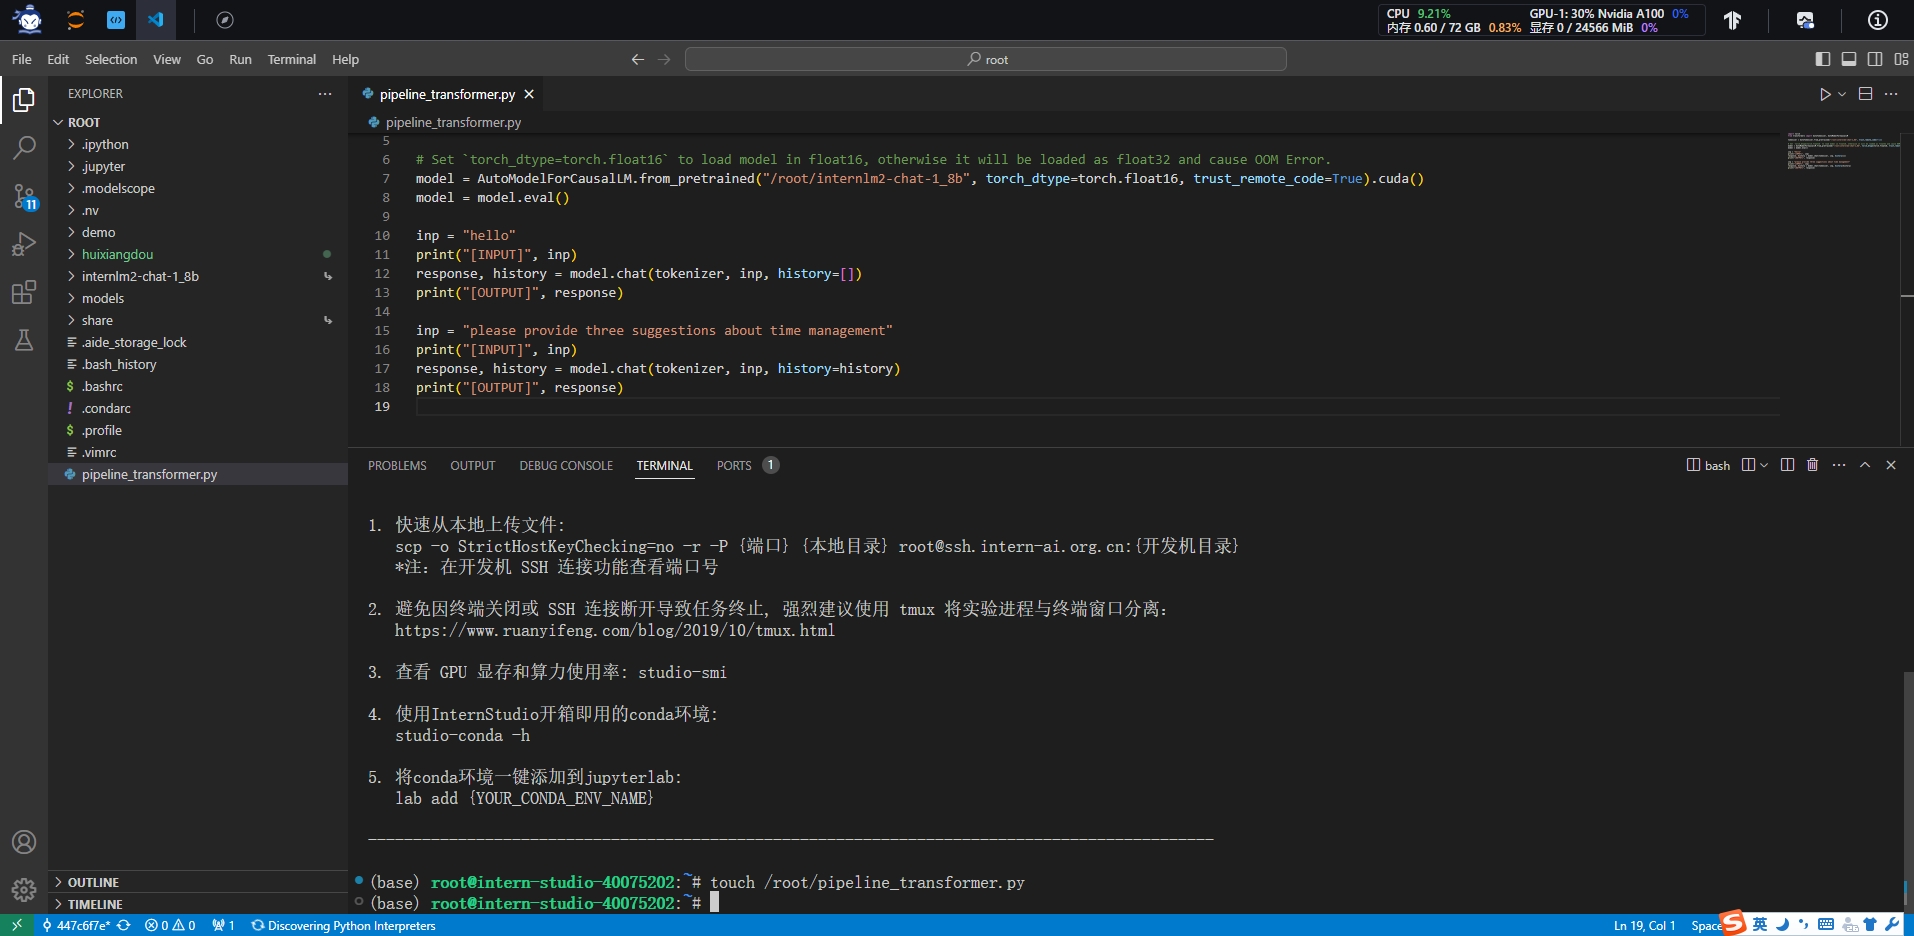 CPU 9.21% GPU-1: 30% Nvidia A100 0%
内存 0.60 / 72 GB 0.83% 显存 0 / 24566 MiB 0%
File Edit Selection View Go Run Terminal Help
root
EXPLORER
ROOT
.ipython
.jupyter
.modelscope
.nv
demo
huixiangdou
internlm2-chat-1_8b
models
share
.aide_storage_lock
.bash_history
.bashrc
.condarc
.profile
.vimrc
pipeline_transformer.py
OUTLINE
TIMELINE
11
pipeline_transformer.py
pipeline_transformer.py
5
6 # Set `torch_dtype=torch.float16` to load model in float16, otherwise it will be loaded as float32 and cause OOM Error.
7 model = AutoModelForCausalLM.from_pretrained("/root/internlm2-chat-1_8b", torch_dtype=torch.float16, trust_remote_code=True).cuda()
8 model = model.eval()
9
10 inp = "hello"
11 print("[INPUT]", inp)
12 response, history = model.chat(tokenizer, inp, history=[])
13 print("[OUTPUT]", response)
14
15 inp = "please provide three suggestions about time management"
16 print("[INPUT]", inp)
17 response, history = model.chat(tokenizer, inp, history=history)
18 print("[OUTPUT]", response)
19
PROBLEMS OUTPUT DEBUG CONSOLE TERMINAL PORTS 1
bash
1. 快速从本地上传文件:
scp -o StrictHostKeyChecking=no -r -P {端口} {本地目录} root@ssh.intern-ai.org.cn:{开发机目录}
*注: 在开发机 SSH 连接功能查看端口号
2. 避免因终端关闭或 SSH 连接断开导致任务终止, 强烈建议使用 tmux 将实验进程与终端窗口分离:
https://www.ruanyifeng.com/blog/2019/10/tmux.html
3. 查看 GPU 显存和算力使用率: studio-smi
4. 使用InternStudio开箱即用的conda环境:
studio-conda -h
5. 将conda环境一键添加到jupyterlab:
lab add {YOUR_CONDA_ENV_NAME}
(base) root@intern-studio-40075202:~# touch /root/pipeline_transformer.py
(base) root@intern-studio-40075202:~#
447c6f7e* 0 0 1 Discovering Python Interpreters
Ln 19, Col 1 Space
英